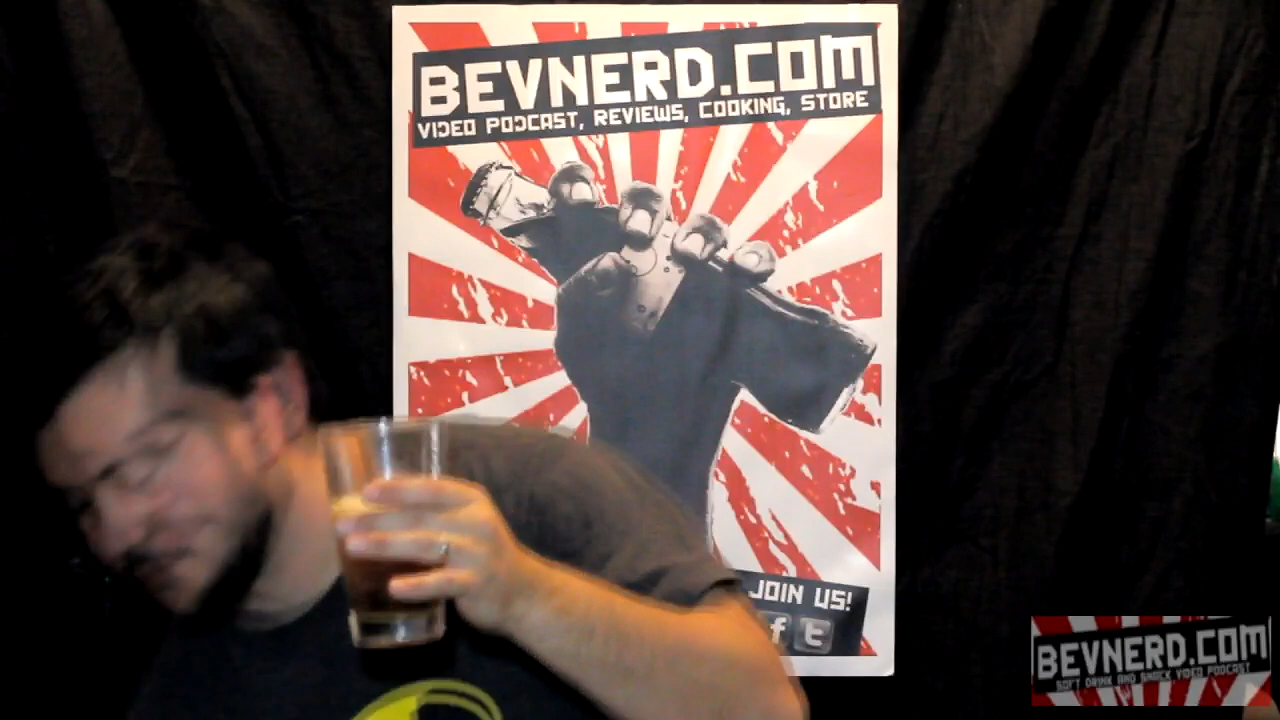 BEVNERD.COM
VIDEO PODCAST, REVIEWS, COOKING, STORE
JOIN US!
f t
BEVNERD.COM
SOFT DRINK AND SNACK VIDEO PODCAST